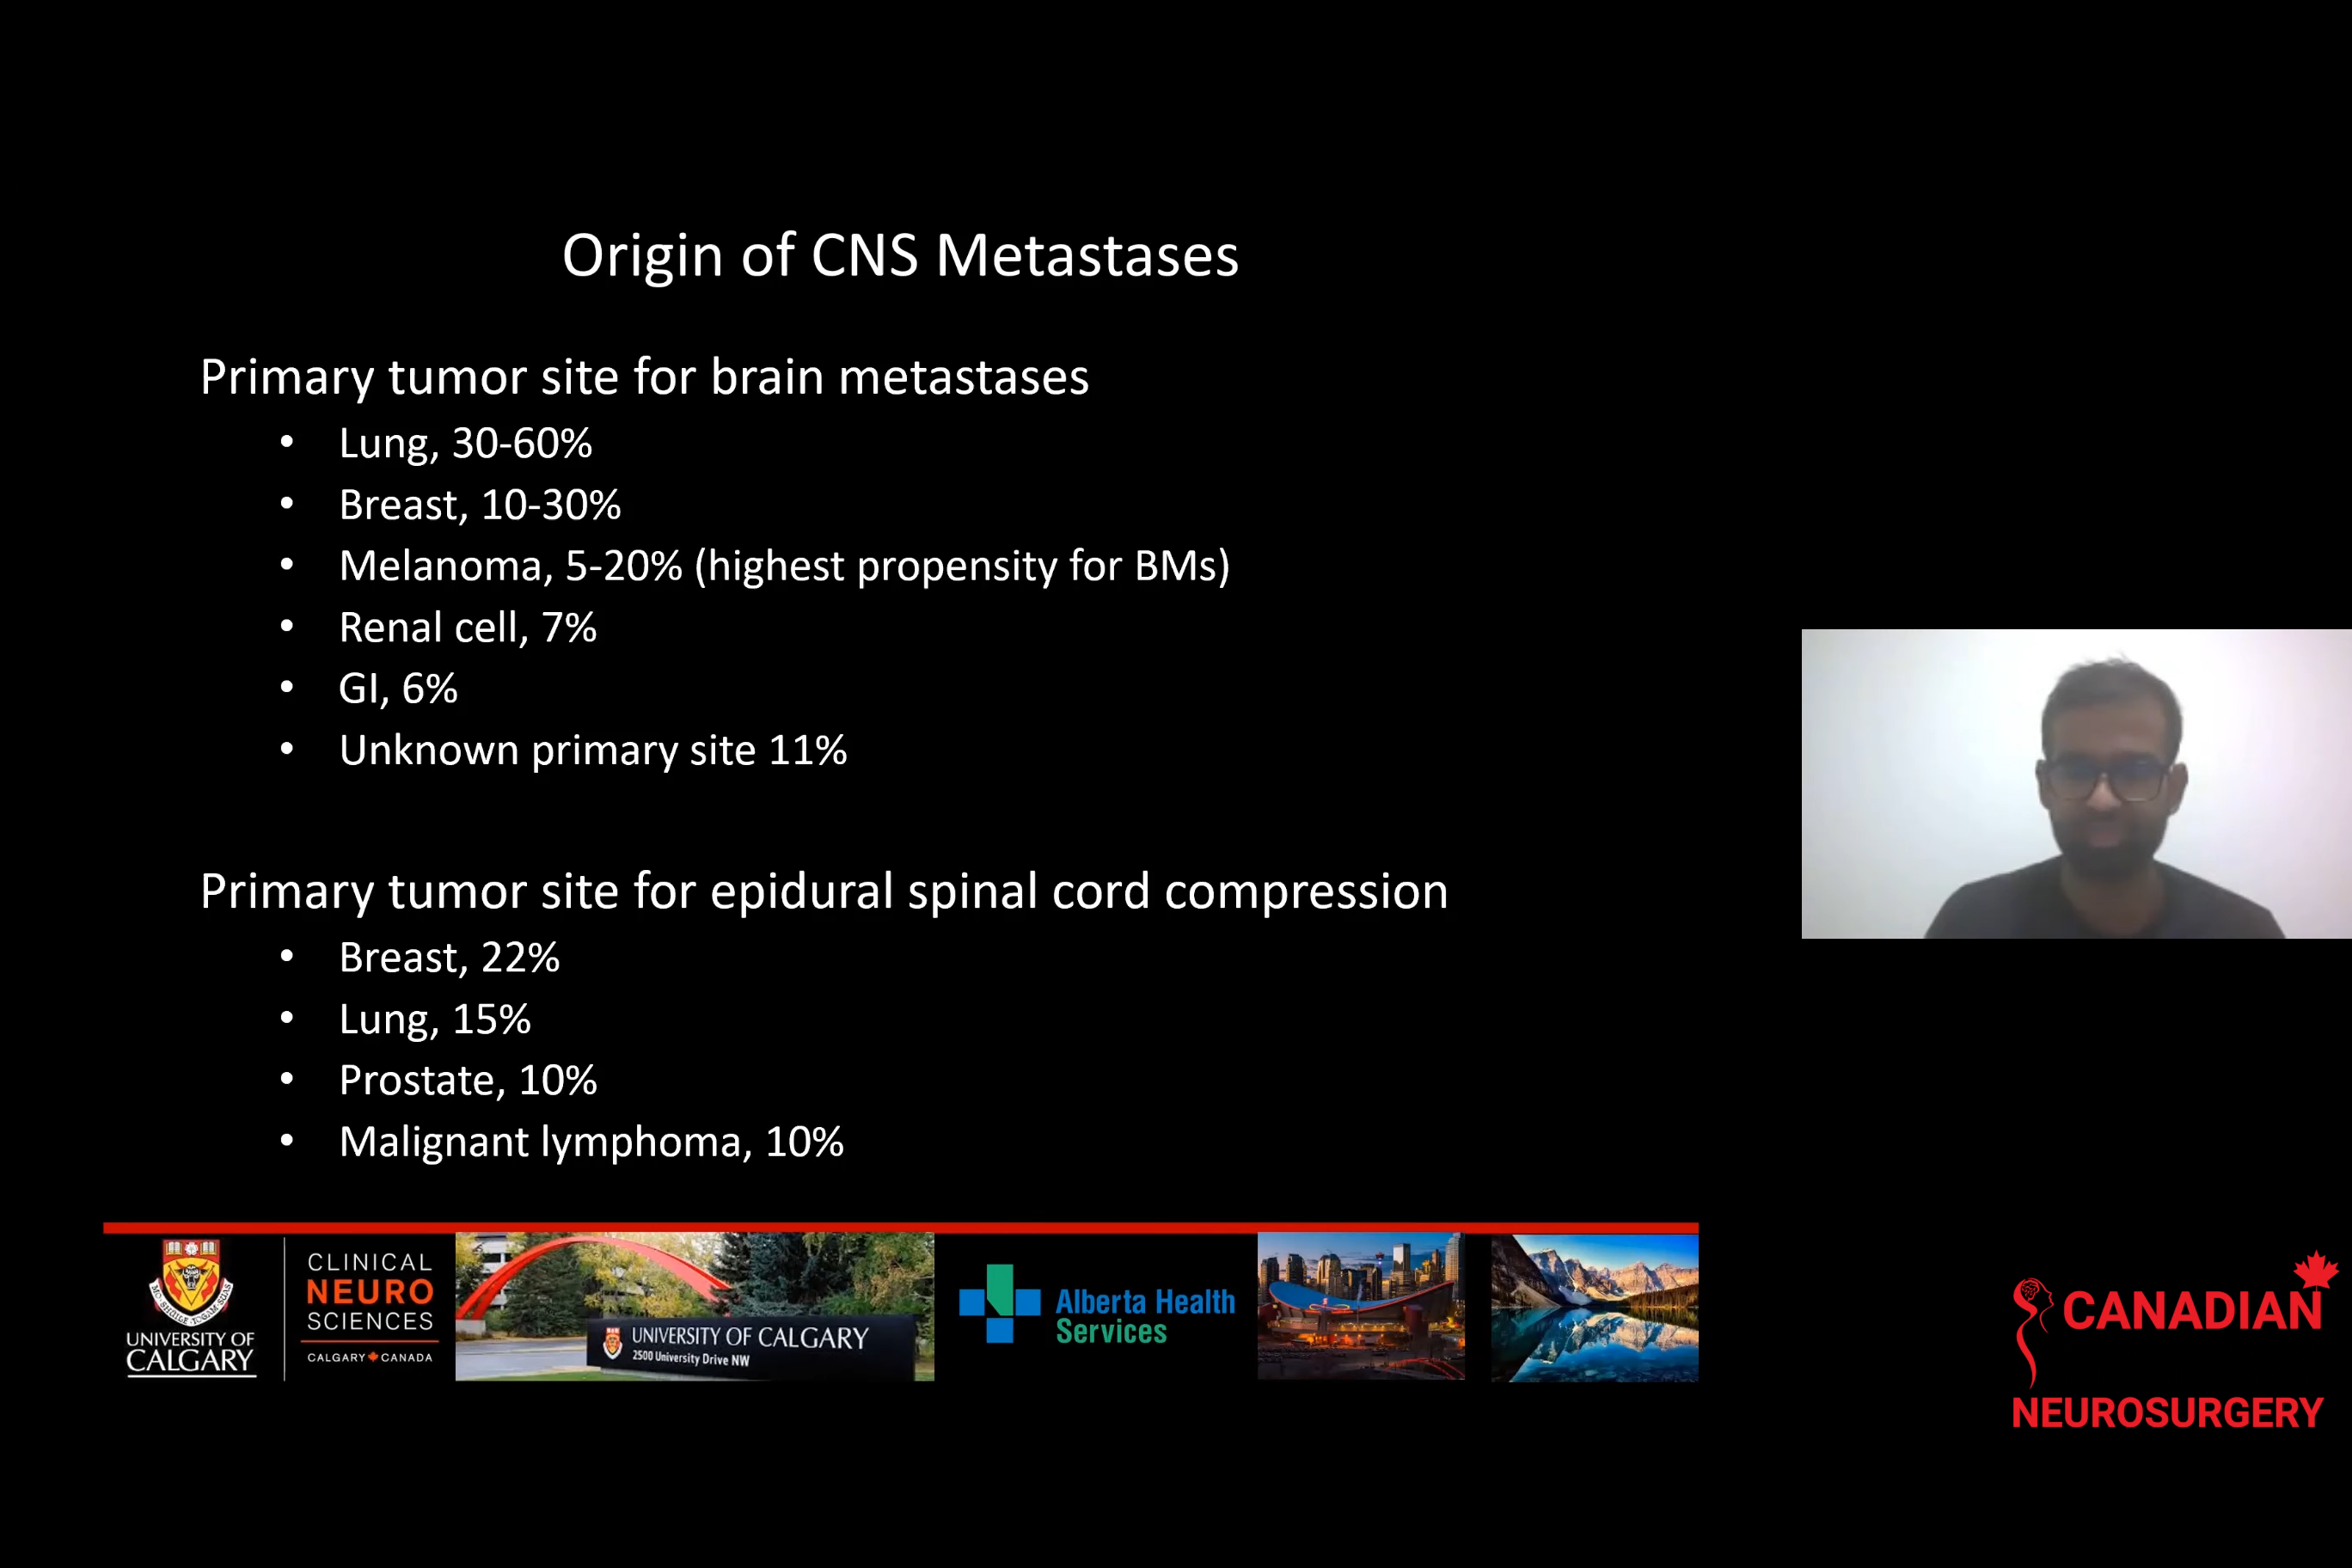 Origin of CNS Metastases
Primary tumor site for brain metastases
• Lung, 30-60%
• Breast, 10-30%
• Melanoma, 5-20% (highest propensity for BMs)
• Renal cell, 7%
• GI, 6%
• Unknown primary site 11%
Primary tumor site for epidural spinal cord compression
• Breast, 22%
• Lung, 15%
• Prostate, 10%
• Malignant lymphoma, 10%
UNIVERSITY OF
CALGARY
CLINICAL
NEURO
SCIENCES
CALGARY CANADA
UNIVERSITY OF CALGARY
2500 University Drive NW
Alberta Health
Services
CANADIAN
NEUROSURGERY